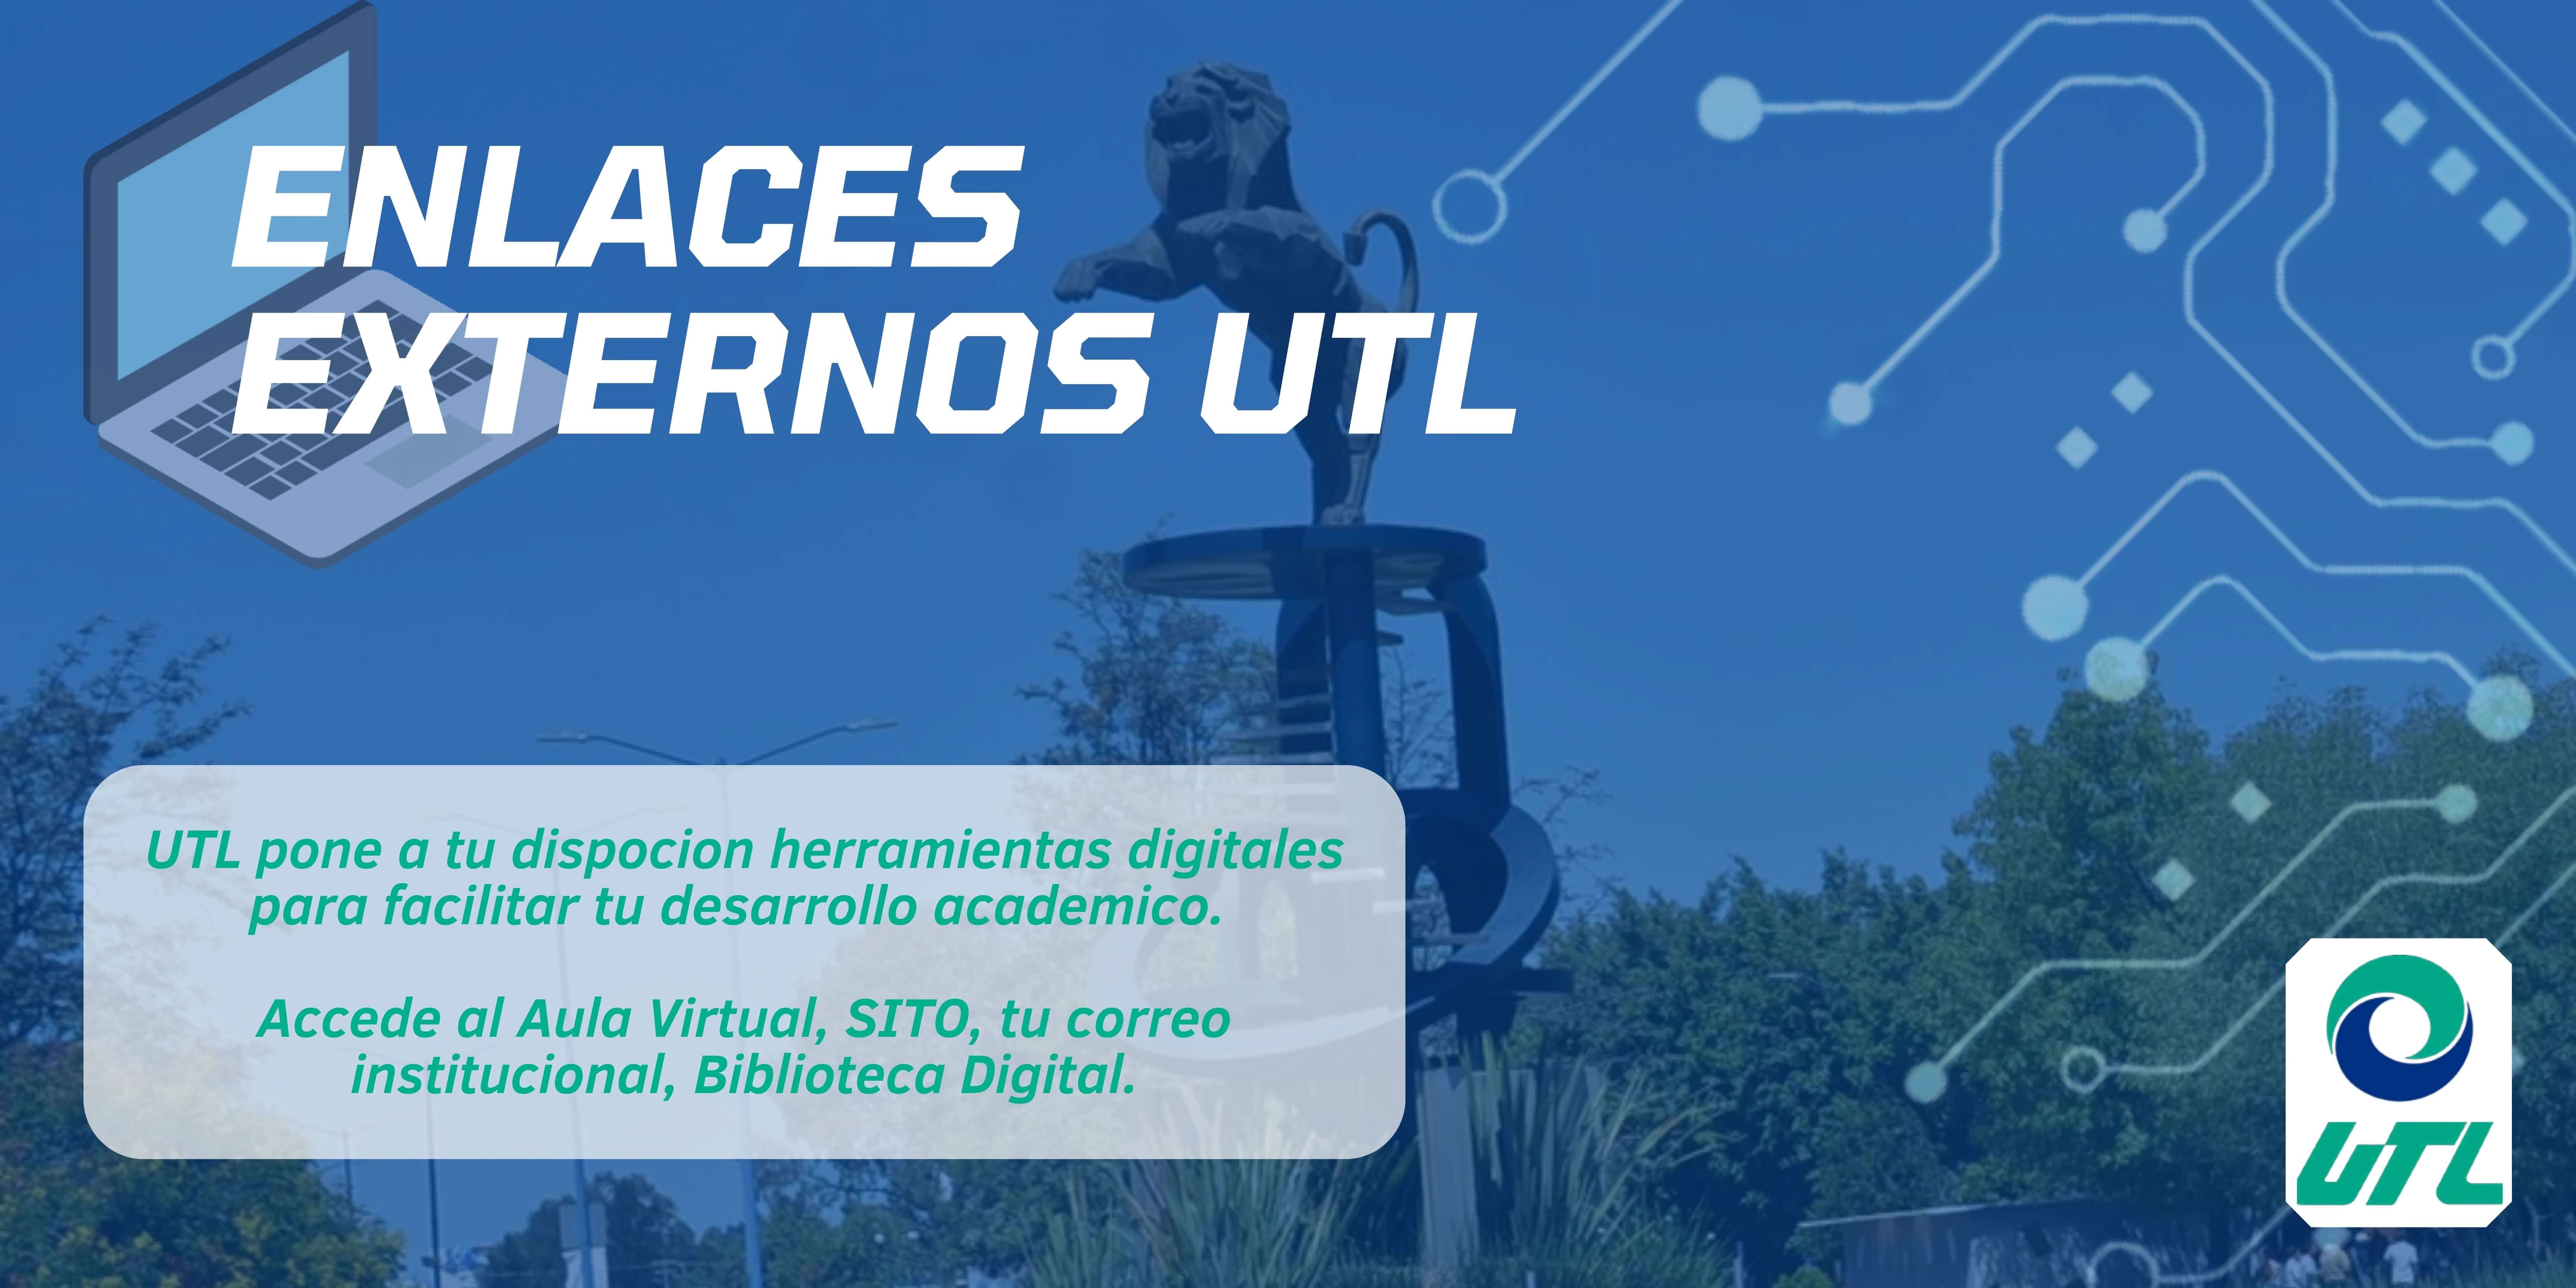 ENLACES
EXTERNOS UTL
UTL pone a tu dispocion herramientas digitales
para facilitar tu desarrollo academico.
Accede al Aula Virtual, SITO, tu correo
institucional, Biblioteca Digital.
UTL